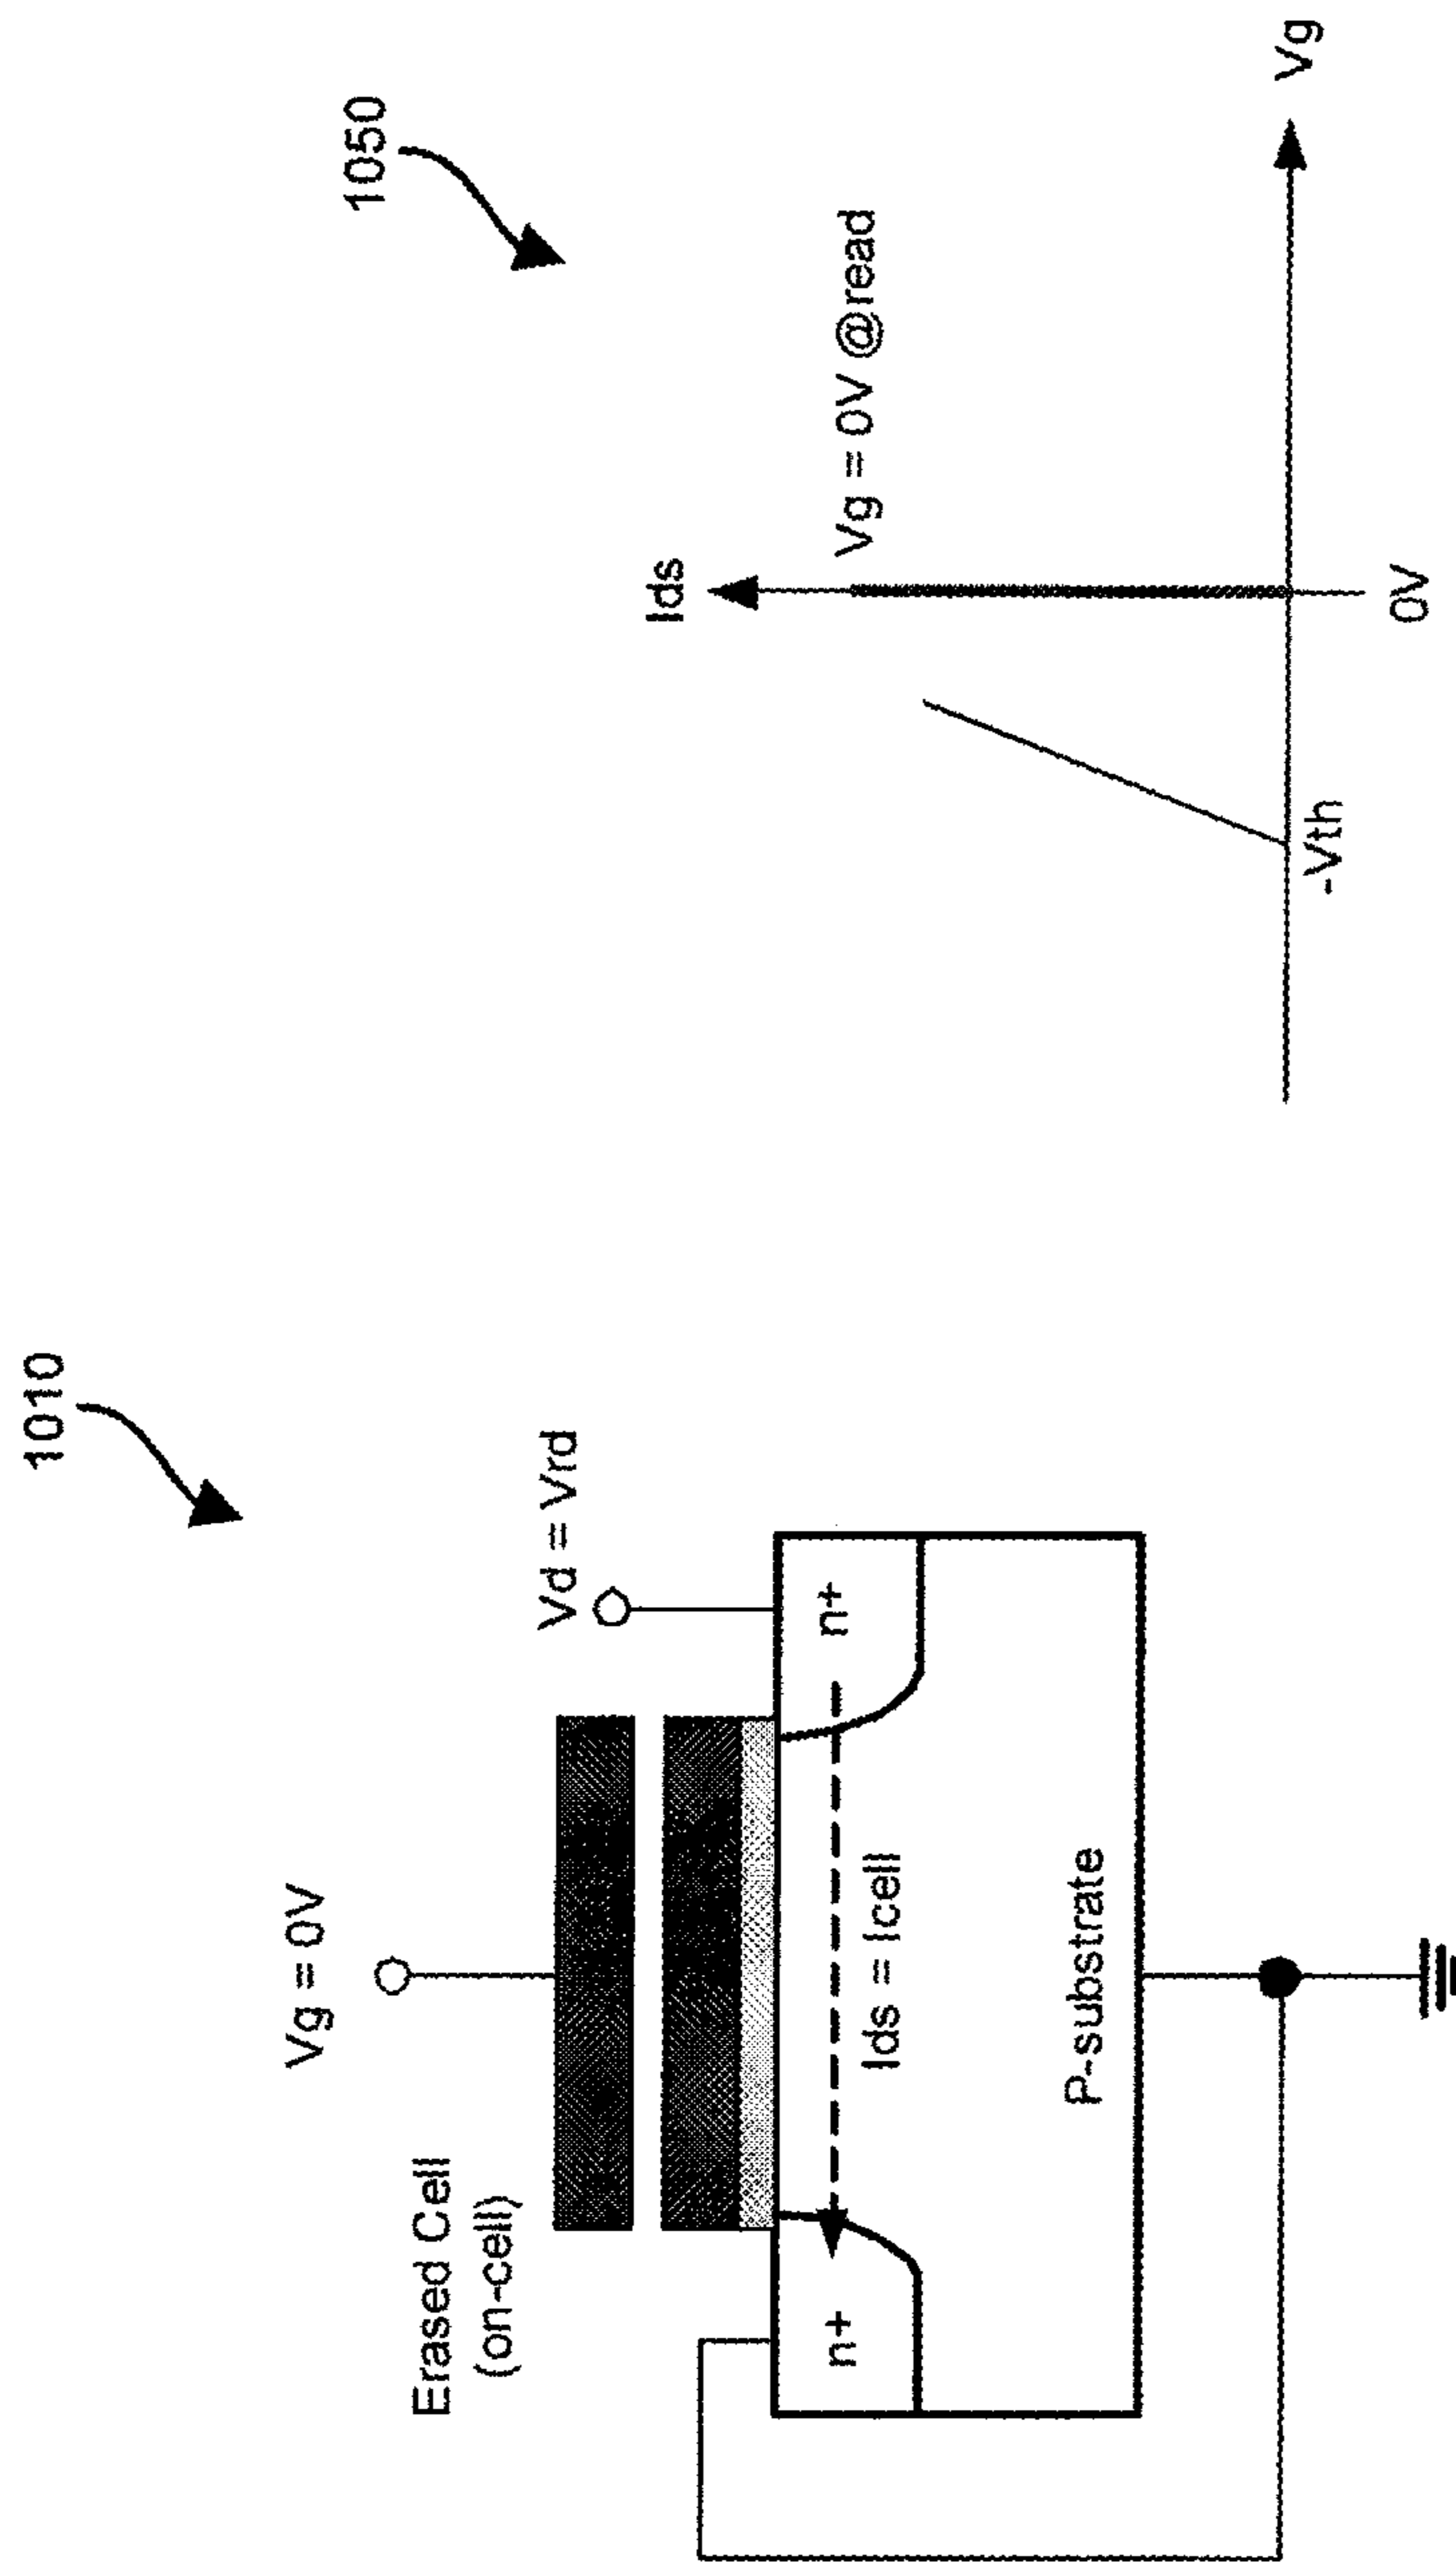 1010
Erased Cell
(on-cell)
Vg = 0V
Vd = Vrd
n+
n+
Ids = Icell
P-substrate
1050
Ids
Vg = 0V @read
Vg
-Vth
0V